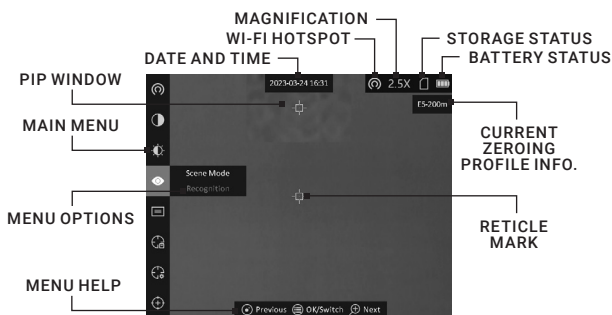 MAGNIFICATION
WI-FI HOTSPOT
STORAGE STATUS
DATE AND TIME
BATTERY STATUS
PIP WINDOW
2023-03-24 16:31
2.5X
E5-200m
MAIN MENU
CURRENT
ZEROING
PROFILE INFO.
Scene Mode
Recognition
MENU OPTIONS
RETICLE
MARK
MENU HELP
Previous OK/Switch Next